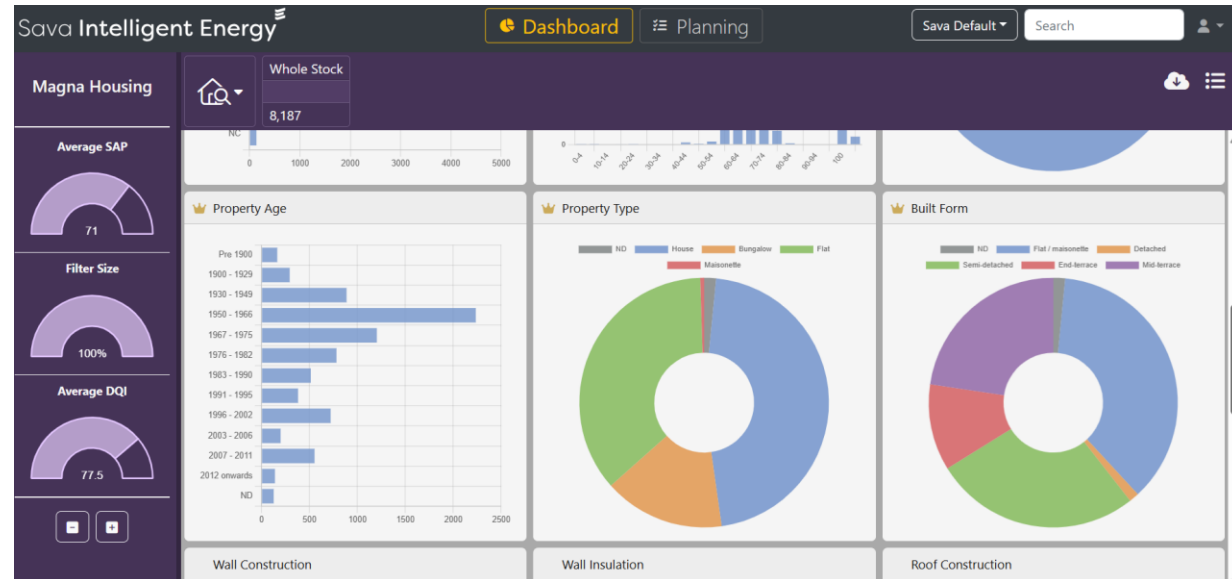 Sava Intelligent Energy
Dashboard
Planning
Sava Default
Search
Magna Housing
Whole Stock
8,187
Average SAP
71
Filter Size
100%
Average DQI
77.5
NC
0 1000 2000 3000 4000 5000
0
0-4 10-14 20-24 30-34 40-44 50-54 60-64 70-74 80-84 90-94 100
Property Age
Pre 1900
1900 - 1929
1930 - 1949
1950 - 1966
1967 - 1975
1976 - 1982
1983 - 1990
1991 - 1995
1996 - 2002
2003 - 2006
2007 - 2011
2012 onwards
ND
0 500 1000 1500 2000 2500
Property Type
ND House Bungalow Flat
Maisonette
Built Form
ND Flat / maisonette Detached
Semi-detached End-terrace Mid-terrace
Wall Construction
Wall Insulation
Roof Construction